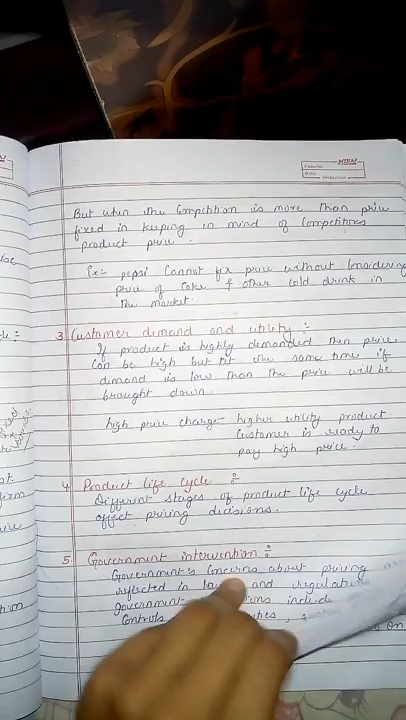 But when the Competition is more than price
fixed in keeping in mind of Competitions
product price.
Ex:- pepsi Cannot fix price without Considering
price of Coke & other cold drink in
the market.
3. Customer demand and utility :-
If product is highly demanded then price
Can be high but at the same time if
demand is low than the price will be
brought down.
high price charge - higher utility product
Customer is ready to
pay high price.
4. Product life cycle :-
Different stages of product life cycle
affect pricing decisions.
5. Government intervention :-
Government's Concerns about pricing are
reflected in and regulation
government include
Controls
on